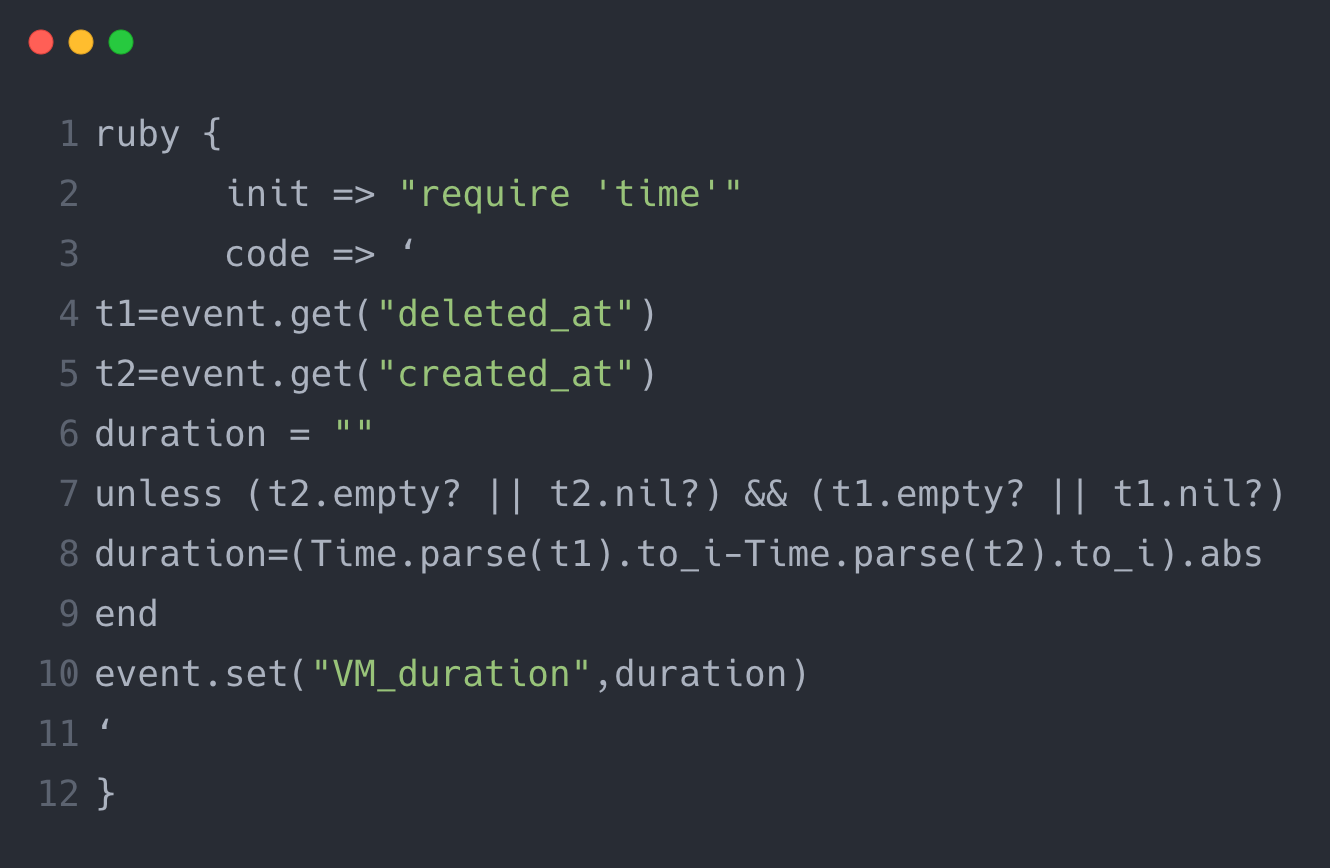 1 ruby {
2       init => "require 'time'"
3       code => ‘
4 t1=event.get("deleted_at")
5 t2=event.get("created_at")
6 duration = ""
7 unless (t2.empty? || t2.nil?) && (t1.empty? || t1.nil?)
8 duration=(Time.parse(t1).to_i-Time.parse(t2).to_i).abs
9 end
10 event.set("VM_duration",duration)
11 ‘
12 }